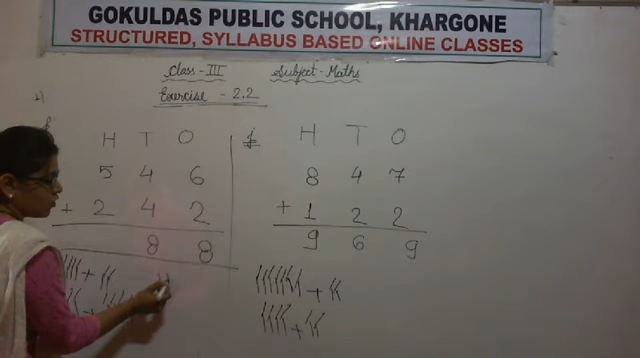 GOKULDAS PUBLIC SCHOOL, KHARGONE
STRUCTURED, SYLLABUS BASED ONLINE CLASSES
Class - III Subject - Maths
Exercise - 2.2
H T O
5 4 6
+ 2 4 2
8 8
H T O
8 4 7
+ 1 2 2
9 6 9